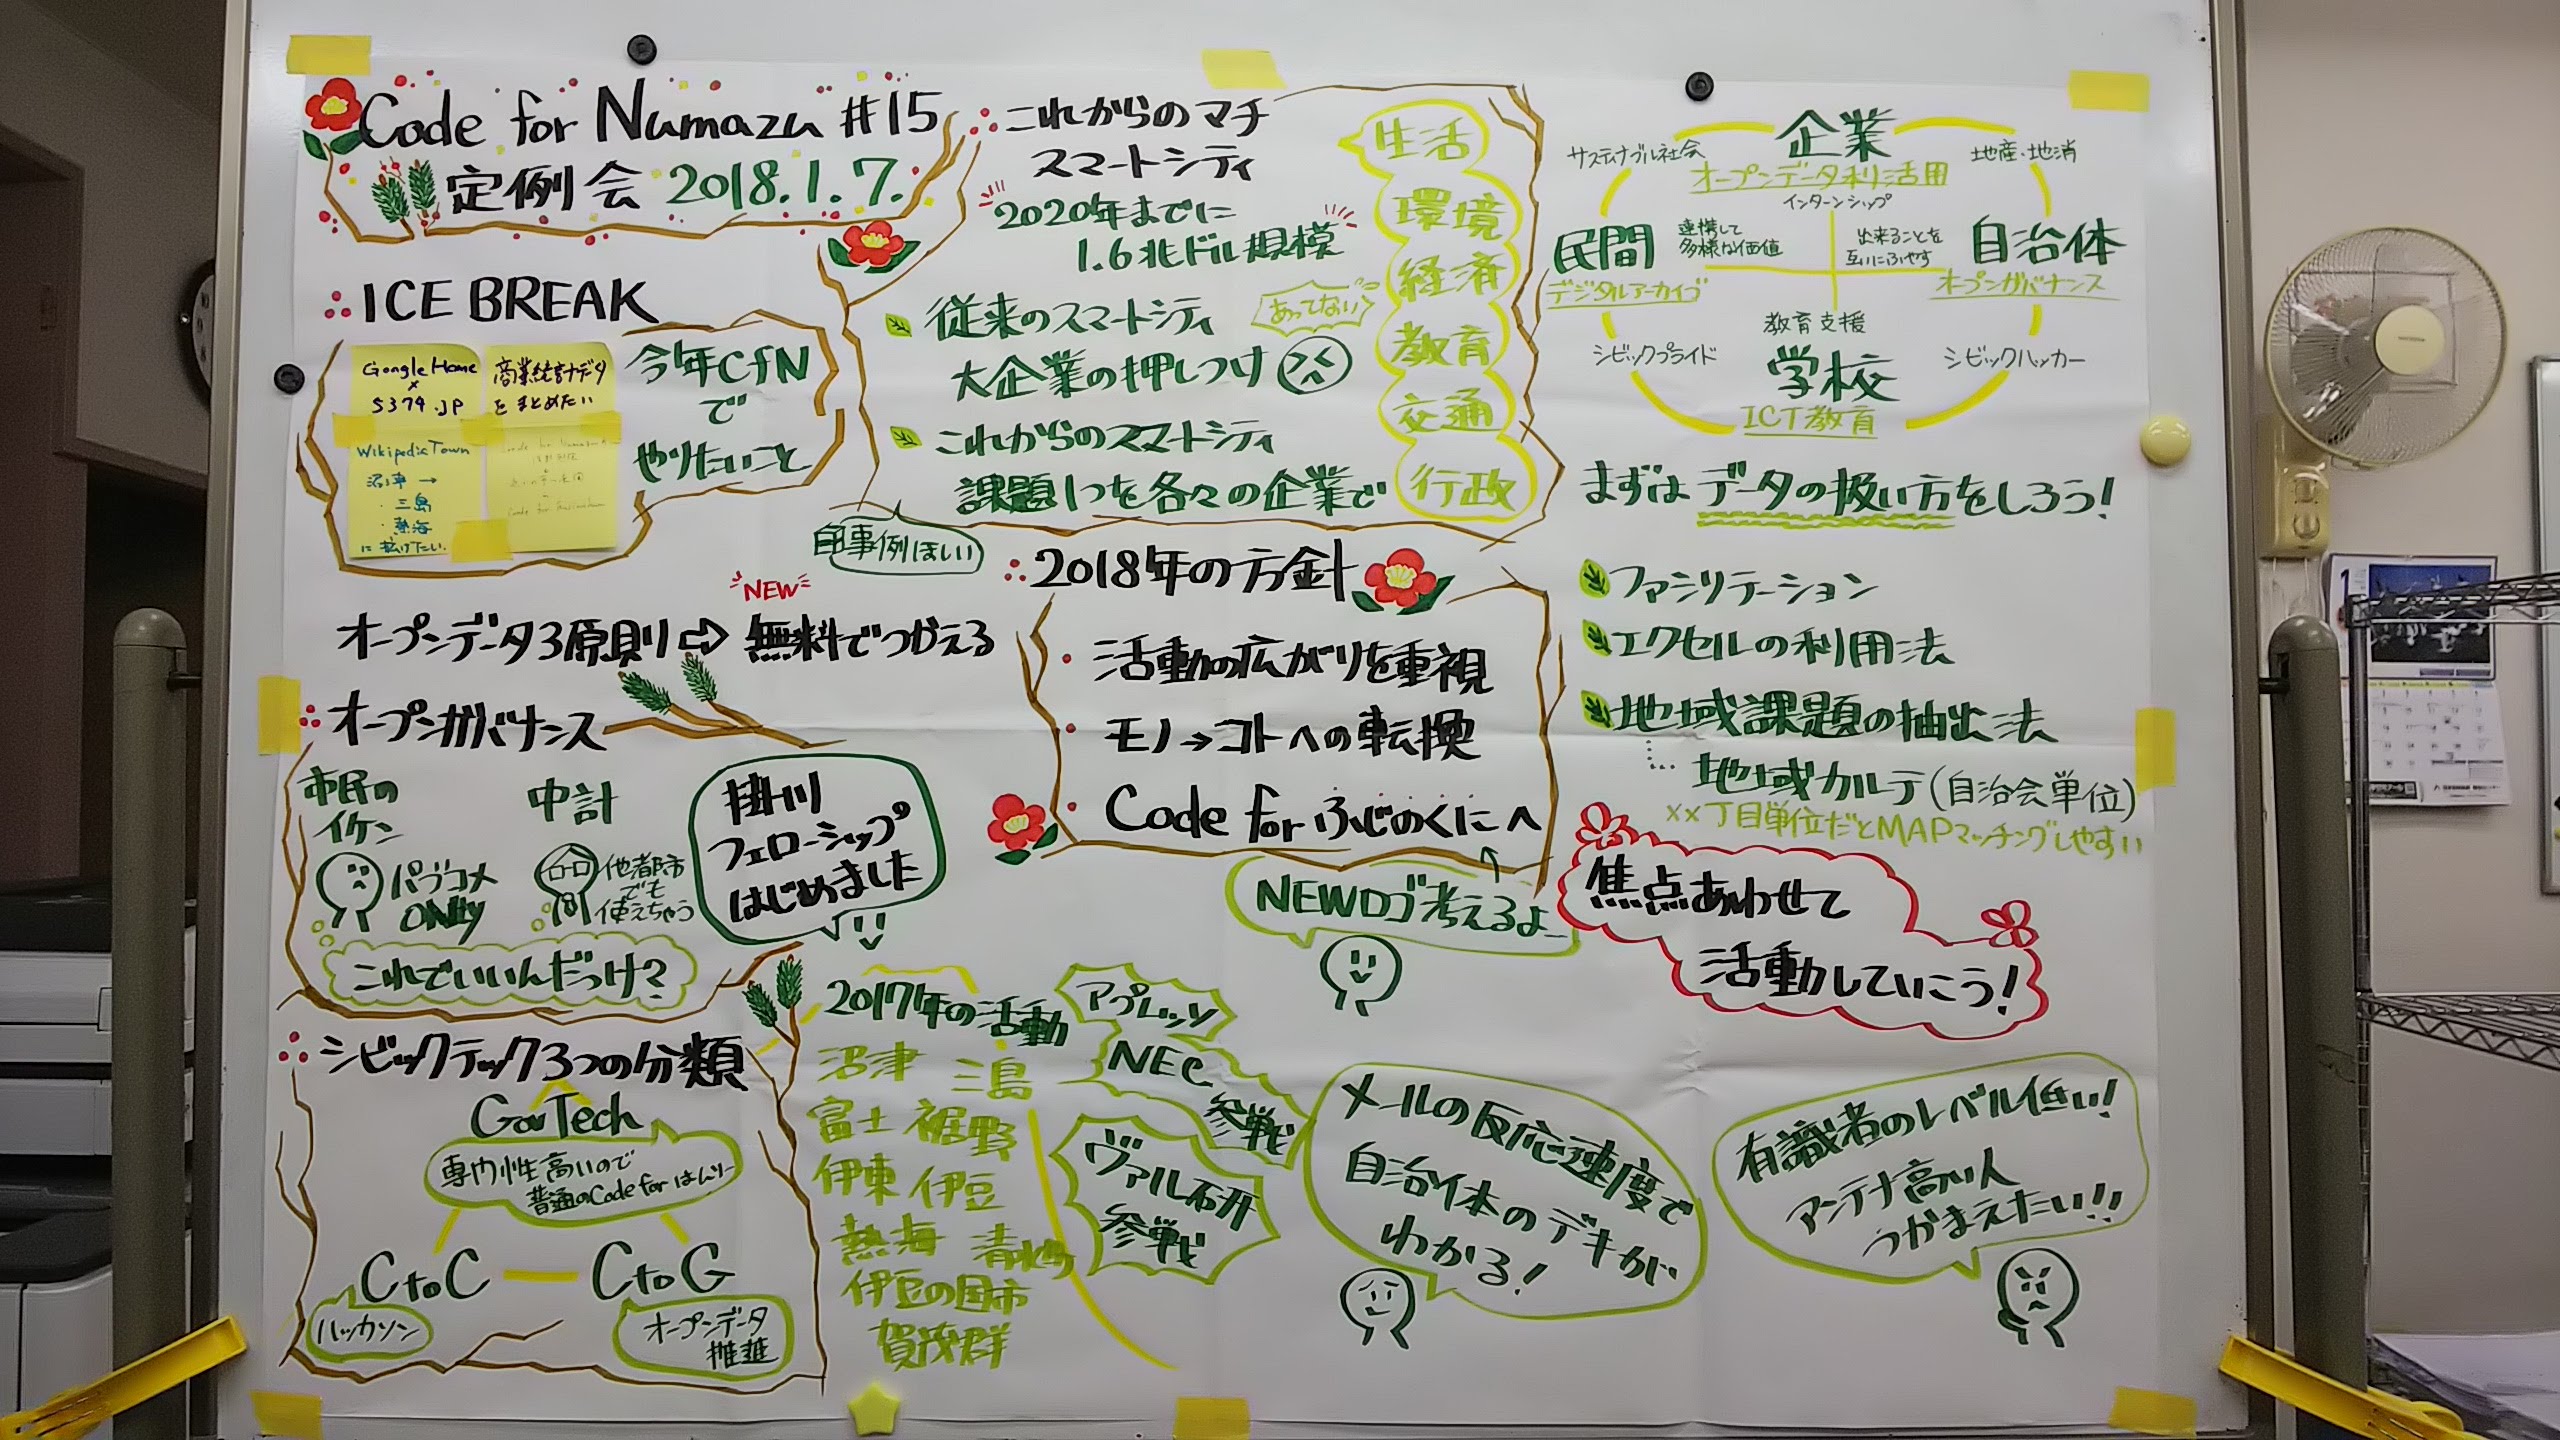 Code for Numazu #15
定例会 2018.1.7.
ICE BREAK
Google Home
×
5374.jp
商業統計データ
をまとめたい
Wikipedia Town
沼津 →
・三島
・熱海
に拡げたい.
今年CfN
で
やりたいこと
これからのマチ
スマートシティ
2020年までに
1.6兆ドル規模
従来のスマートシティ
あってない
大企業の押しつけ
これからのスマートシティ
課題1つを各々の企業で
事例ほしい
生活
環境
経済
教育
交通
行政
企業
オープンデータ利活用
インターンシップ
サスティナブル社会
地産・地消
民間
デジタルアーカイブ
連携して
多様な価値
出来ることを
互いにふやす
自治体
オープンガバナンス
教育支援
学校
ICT教育
シビックプライド
シビックハッカー
まずはデータの扱い方をしろう!
ファシリテーション
エクセルの利用法
地域課題の抽出法
地域カルテ(自治会単位)
××丁目単位だとMAPマッチングしやすい
焦点あわせて
活動していこう!
NEW
オープンデータ3原則⇨無料でつかえる
オープンガバナンス
市民の
イケン
パブコメ
ONLY
中計
他都市
でも
使えちゃう
これでいいんだっけ?
掛川
フェローシップ
はじめました
2018年の方針
・活動の広がりを重視
・モノ→コトへの転換
・Code for ふじのくにへ
NEWロゴ考えるよ
シビックテック3つの分類
GovTech
専門性高いので
普通のCode forはムリー
CtoC
ハッカソン
CtoG
オープンデータ
推進
2017年の活動
沼津 三島
富士 裾野
伊東 伊豆
熱海
伊豆の国市
賀茂群
アプレッソ
NEC
参戦
ヴァル研
参戦
メールの反応速度で
自治体のデキが
わかる!
有識者のレベル低い!
アンテナ高い人
つかまえたい!!